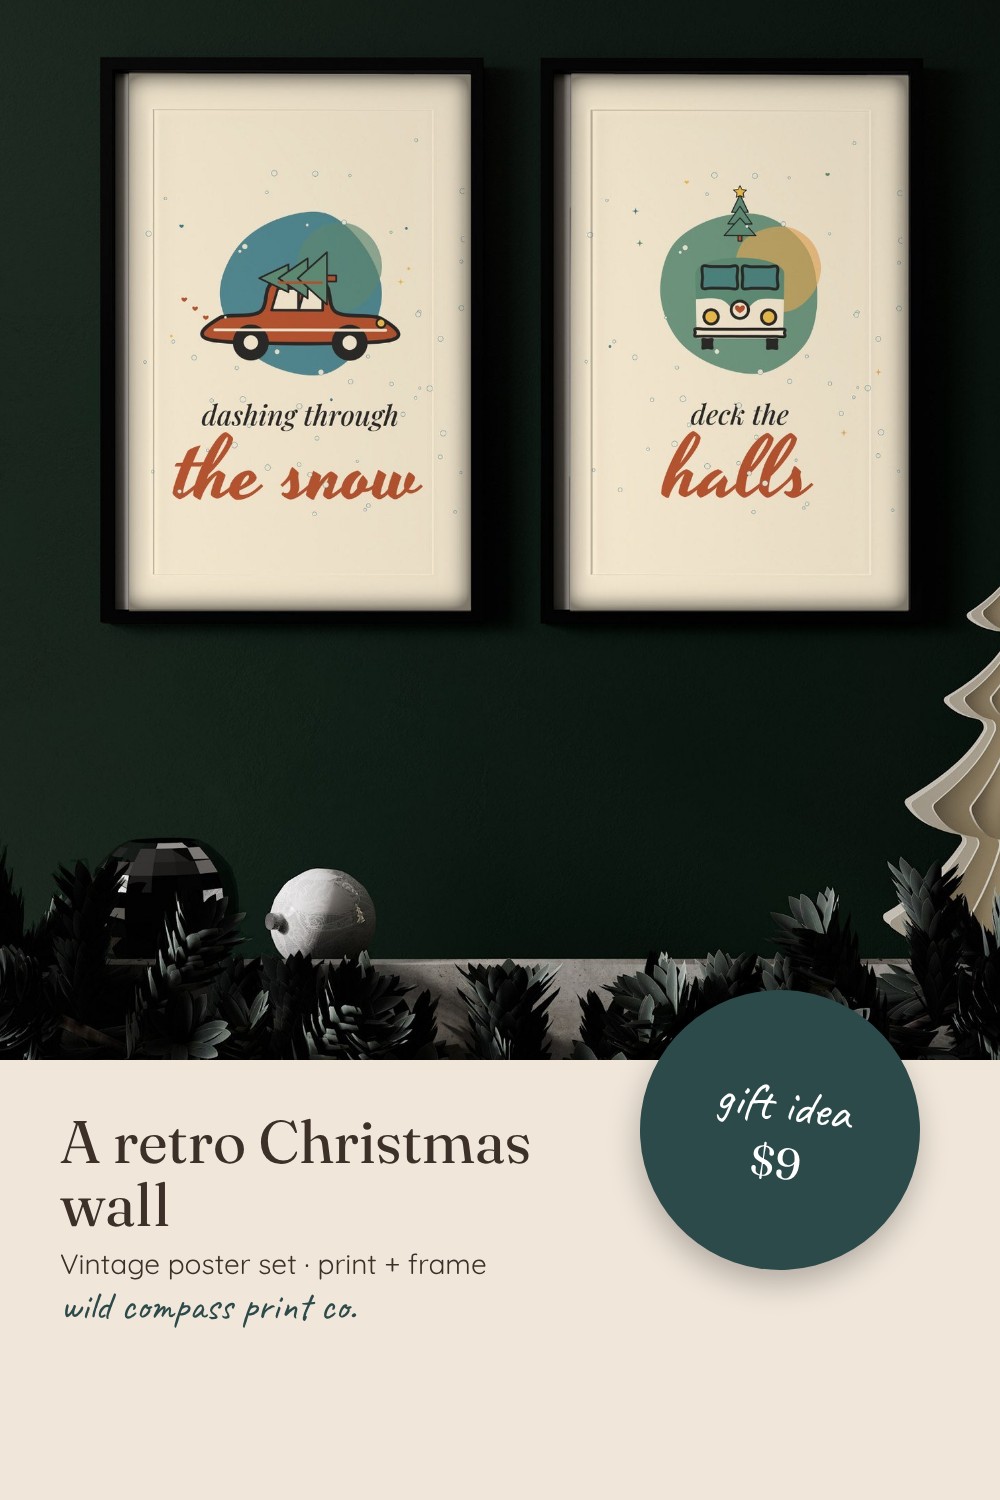 dashing through
the snow
deck the
halls
gift idea
$9
A retro Christmas
wall
Vintage poster set · print + frame
wild compass print co.